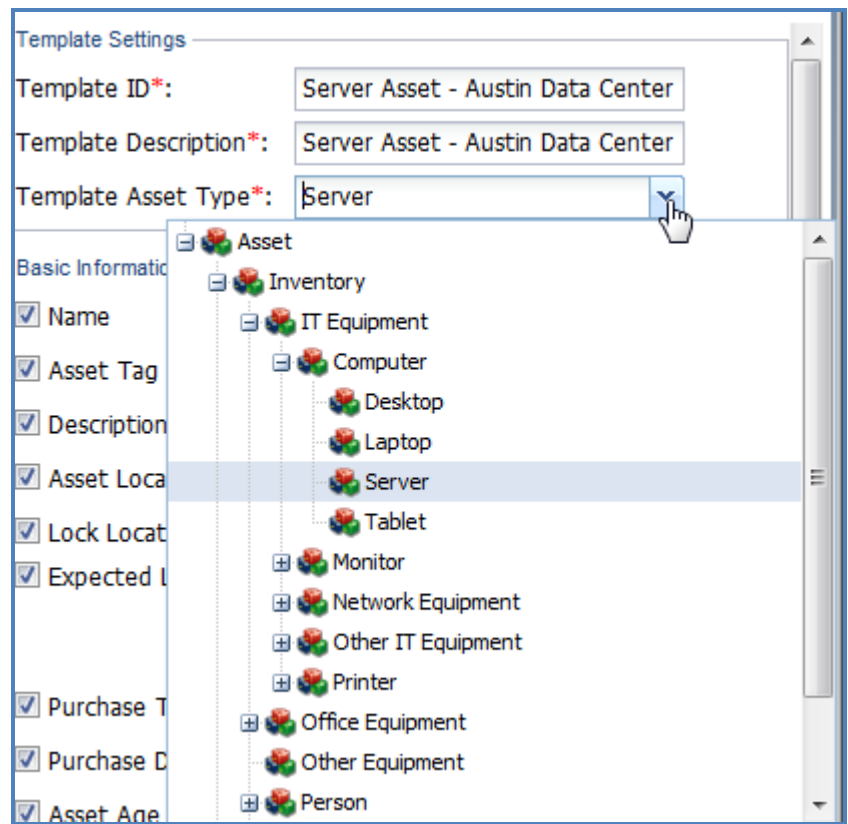 Template Settings
Template ID*: Server Asset - Austin Data Center
Template Description*: Server Asset - Austin Data Center
Template Asset Type*: Server
Asset
Basic Informatic
Inventory
Name
IT Equipment
Asset Tag
Computer
Desktop
Description
Laptop
Asset Loca
Server
Lock Locat
Tablet
Expected L
Monitor
Network Equipment
Other IT Equipment
Printer
Purchase T
Office Equipment
Purchase D
Other Equipment
Asset Age
Person